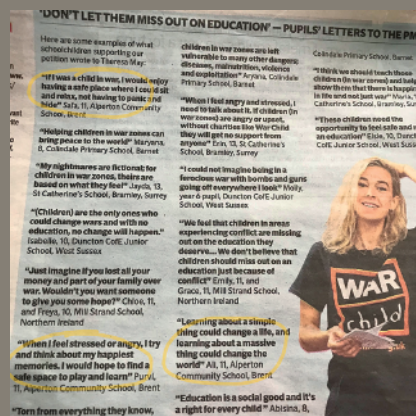 'DON'T LET THEM MISS OUT ON EDUCATION' — PUPILS' LETTERS TO THE PM
Here are some examples of what
schoolchildren supporting our
petition wrote to Theresa May:
"If I was a child in war, I would enjoy
having a safe place where I could sit
and relax, not having to panic and
hide" Safa, 11, Alperton Community
School, Brent
"Helping children in war zones can
bring peace to the world" Maryana,
8, Colindale Primary School, Barnet
"My nightmares are fictional: for
children in war zones, theirs are
based on what they feel" Jayda, 13,
St Catherine's School, Bramley, Surrey
"(Children) are the only ones who
could change wars and with no
education, no change will happen."
Isabelle, 10, Duncton CofE Junior
School, West Sussex
"Just imagine if you lost all your
money and part of your family over
war. Wouldn't you want someone
to give you some hope?" Chloe, 11,
and Freya, 10, Mill Strand School,
Northern Ireland
"When I feel stressed or angry, I try
and think about my happiest
memories. I would hope to find a
safe space to play and learn" Purvi,
11, Alperton Community School, Brent
"Torn from everything they know,
children in war zones are left
vulnerable to many other dangers;
diseases, malnutrition, violence
and exploitation" Aryana, Colindale
Primary School, Barnet
"When I feel angry and stressed, I
need to talk about it. If children (in
war zones) are angry or upset,
without charities like War Child
they will get no support from
anyone" Erin, 13, St Catherine's
School, Bramley, Surrey
"I could not imagine being in a
ferocious war with bombs and guns
going off everywhere I look" Molly,
year 6 pupil, Duncton CofE Junior
School, West Sussex
"We feel that children in areas
experiencing conflict are missing
out on the education they
deserve... We don't believe that
children should miss out on an
education just because of
conflict" Emily, 11, and
Grace, 11, Mill Strand School,
Northern Ireland
"Learning about a simple
thing could change a life, and
learning about a massive
thing could change the
world" Ali, 11, Alperton
Community School, Brent
"Education is a social good and it's
a right for every child" Abisina, 8,
Colindale Primary School, Barnet
"I think we should teach those
(children in war zones) and help
show them that there is happin
in life and not just war" Maria,
Catherine's School, Bramley, Su
"These children need the
opportunity to feel safe and
an education" Elsie, 10, Dunc
CofE Junior School, West Suss
WAR
child